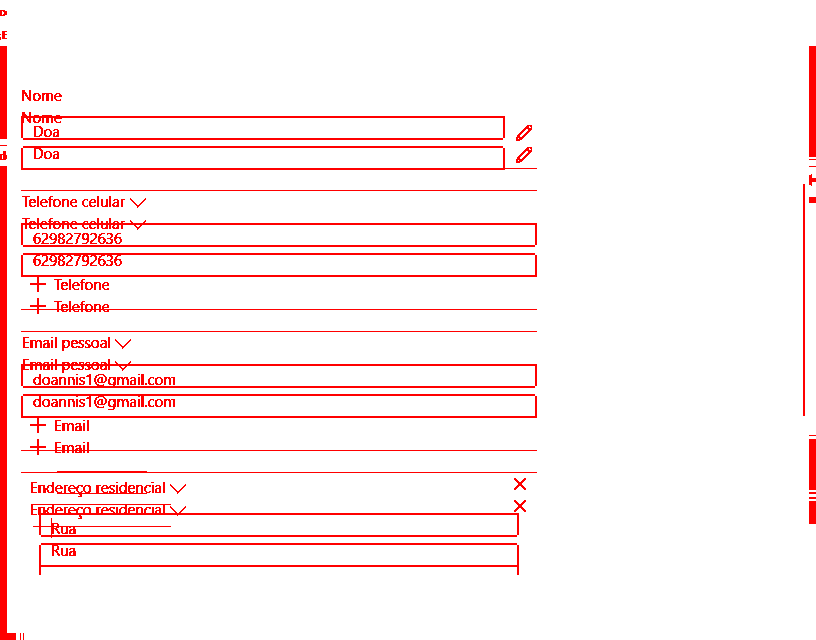 Nome
Nome
Doa
Doa
Telefone celular
Telefone celular
62982792636
62982792636
Telefone
Telefone
Email pessoal
Email pessoal
doannis1@gmail.com
doannis1@gmail.com
Email
Email
Endereço residencial
Endereço residencial
Rua
Rua